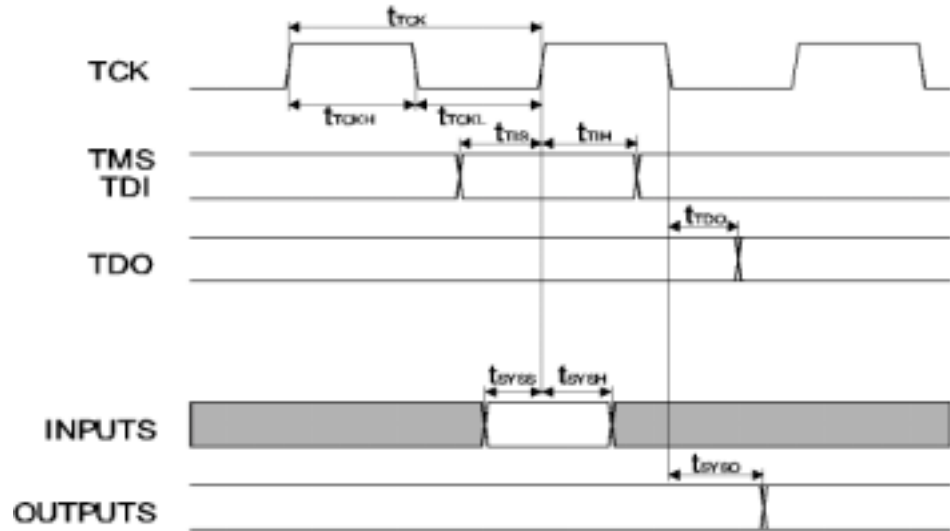 tTCK
TCK
tTCKH tTCKL
tTIS tTIH
TMS
TDI
tTDO
TDO
tSYSS tSYSH
INPUTS
tSYSO
OUTPUTS